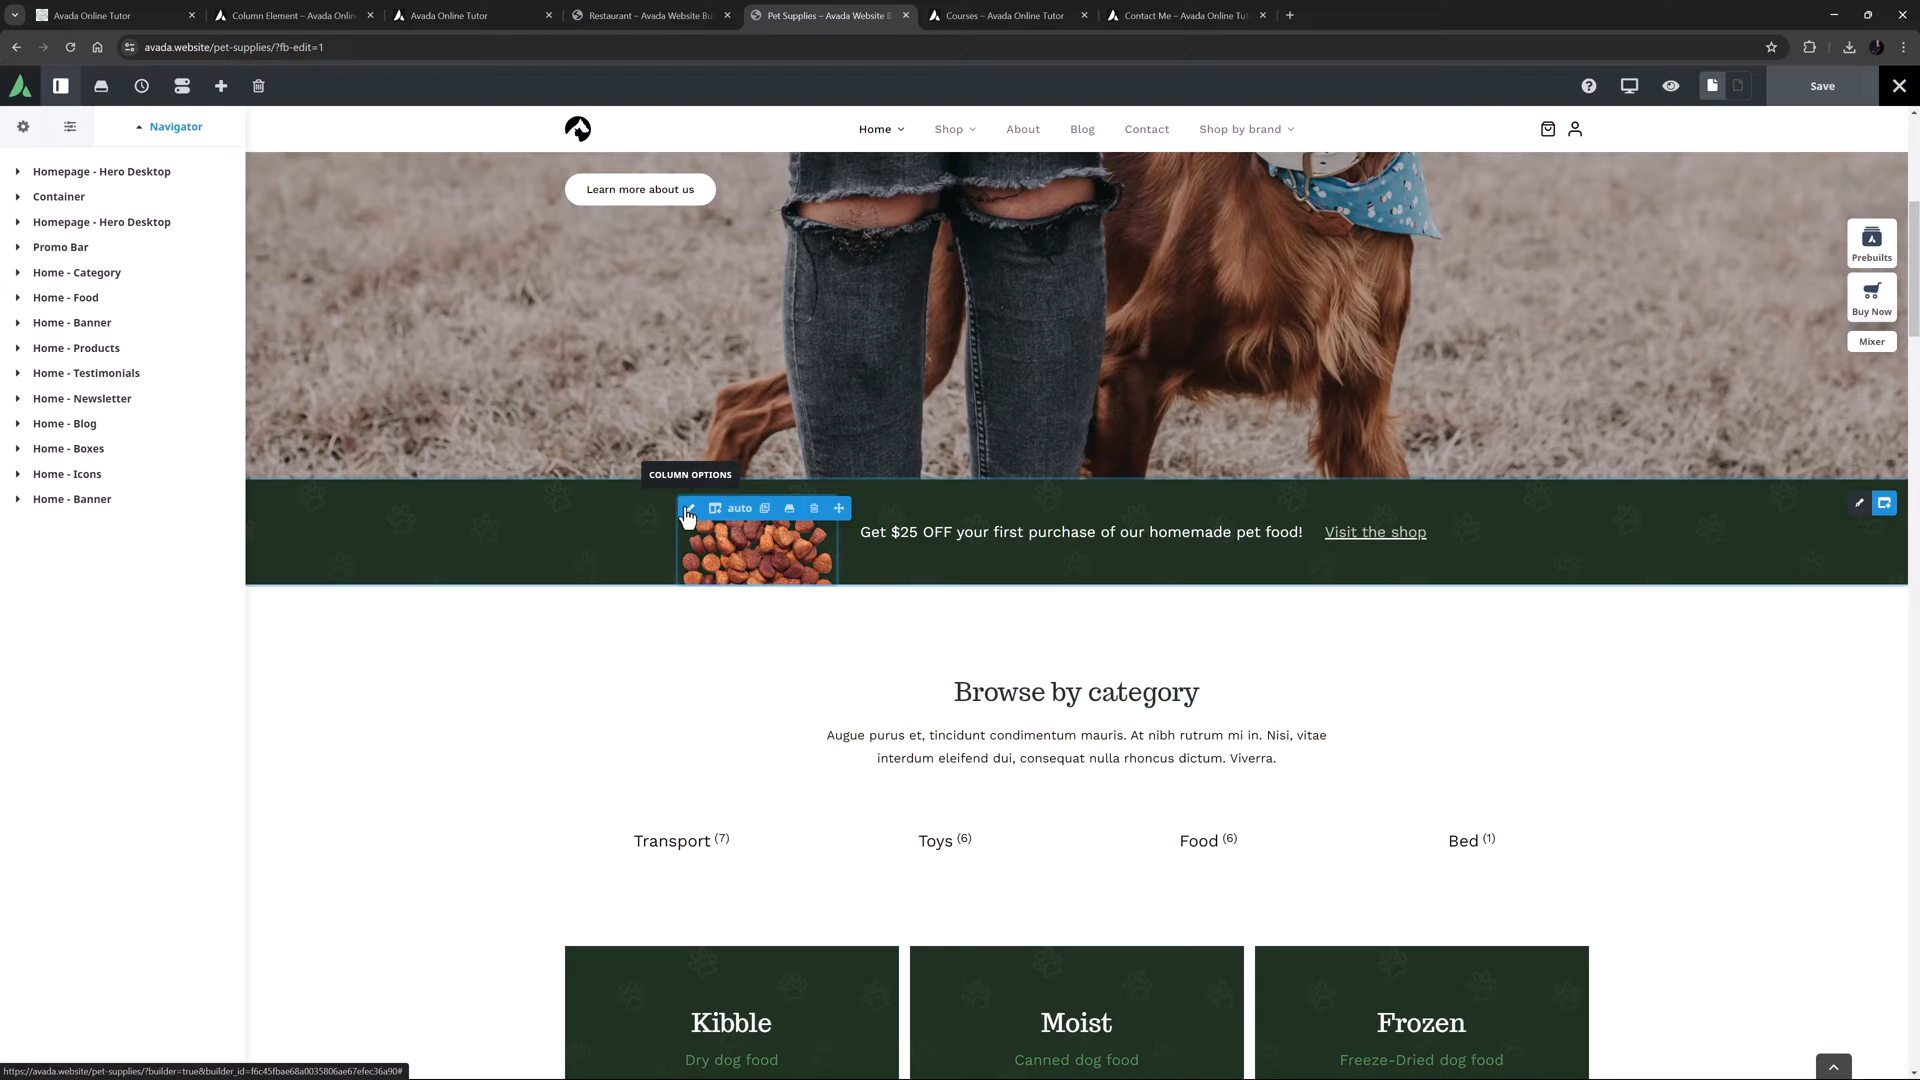 Avada Online Tutor
Column Element – Avada Onlin
Avada Online Tutor
Restaurant – Avada Website Bu
Pet Supplies – Avada Website B
Courses – Avada Online Tutor
Contact Me – Avada Online Tut
avada.website/pet-supplies/?fb-edit=1
Save
Navigator
Homepage - Hero Desktop
Container
Homepage - Hero Desktop
Promo Bar
Home - Category
Home - Food
Home - Banner
Home - Products
Home - Testimonials
Home - Newsletter
Home - Blog
Home - Boxes
Home - Icons
Home - Banner
Home
Shop
About
Blog
Contact
Shop by brand
Learn more about us
Prebuilts
Buy Now
Mixer
COLUMN OPTIONS
auto
Get $25 OFF your first purchase of our homemade pet food!
Visit the shop
Browse by category
Augue purus et, tincidunt condimentum mauris. At nibh rutrum mi in. Nisi, vitae
interdum eleifend dui, consequat nulla rhoncus dictum. Viverra.
Transport (7)
Toys (6)
Food (6)
Bed (1)
Kibble
Dry dog food
Moist
Canned dog food
Frozen
Freeze-Dried dog food
https://avada.website/pet-supplies/?builder=true&builder_id=f6c45fbae68a0035806ae67efec36a90#